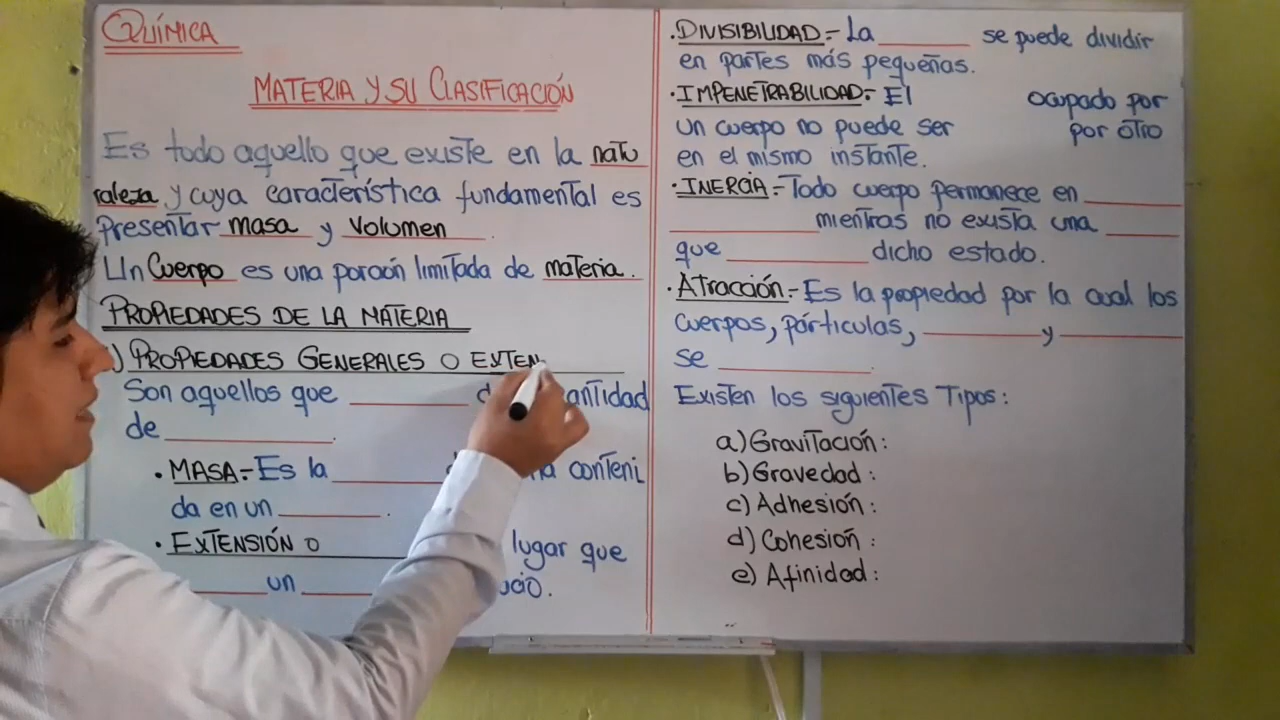 QUÍMICA
MATERIA Y SU CLASIFICACIÓN
Es todo aquello que existe en la natu
raleza y cuya característica fundamental es
Presentar masa y Volumen.
Un Cuerpo es una porción limitada de materia.
PROPIEDADES DE LA MATERIA
) PROPIEDADES GENERALES O EXTEN
Son aquellos que
de
• MASA.- Es la conteni
da en un
• EXTENSIÓN O lugar que
un
• DIVISIBILIDAD.- La se puede dividir
en partes más pequeñas.
• IMPENETRABILIDAD.- El ocupado por
un cuerpo no puede ser por otro
en el mismo instante.
• INERCIA.- Todo cuerpo permanece en
mientras no exista una
que dicho estado.
• Atracción.- Es la propiedad por la cual los
cuerpos, párticulas, y
se
Existen los siguientes Tipos:
a) Gravitación:
b) Gravedad:
c) Adhesión:
d) Cohesión:
e) Afinidad: